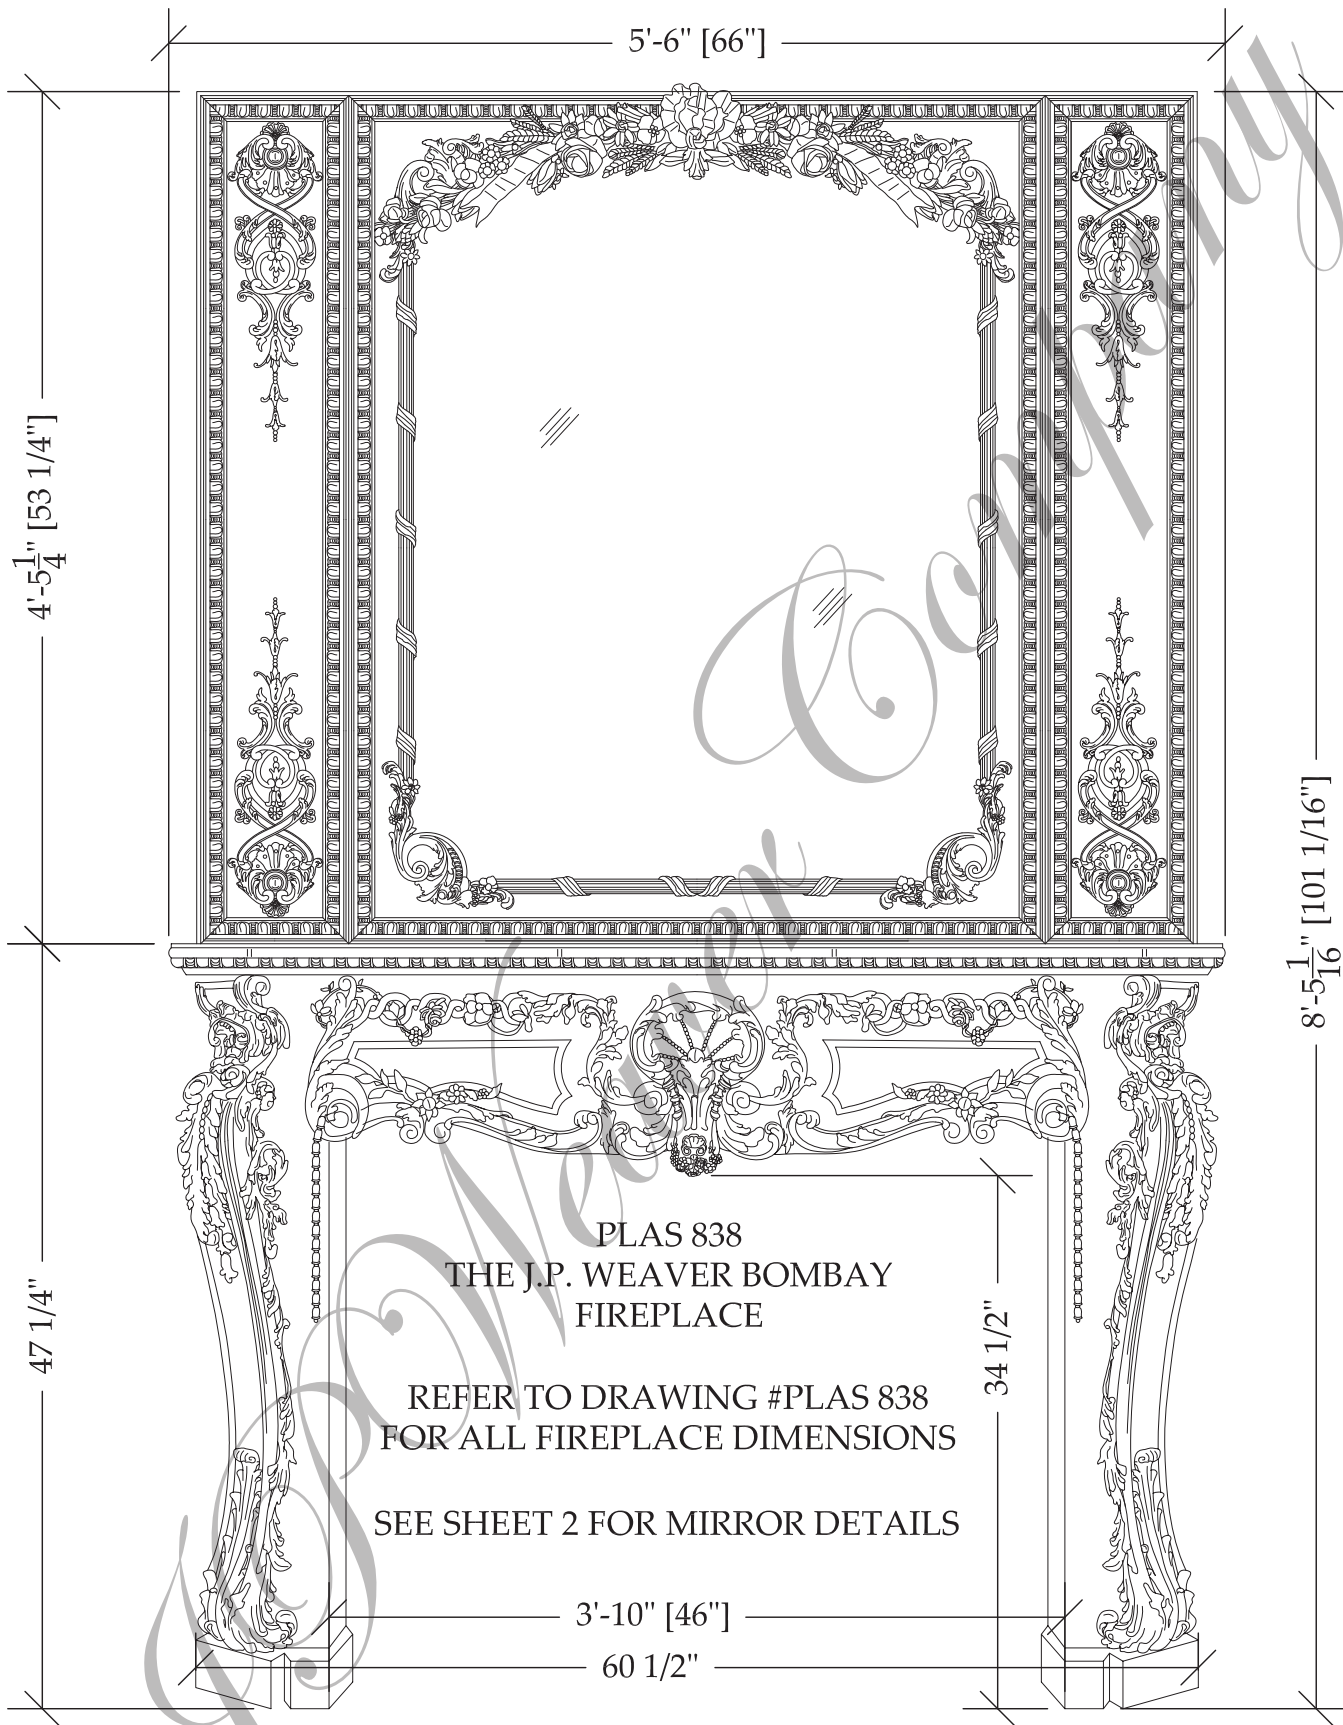 5'-6" [66"]
4'-5 1/4" [53 1/4"]
8'-5 1/16" [101 1/16"]
47 1/4"
34 1/2"
PLAS 838
THE J.P. WEAVER BOMBAY
FIREPLACE
REFER TO DRAWING #PLAS 838
FOR ALL FIREPLACE DIMENSIONS
SEE SHEET 2 FOR MIRROR DETAILS
3'-10" [46"]
60 1/2"
JP Weaver Company